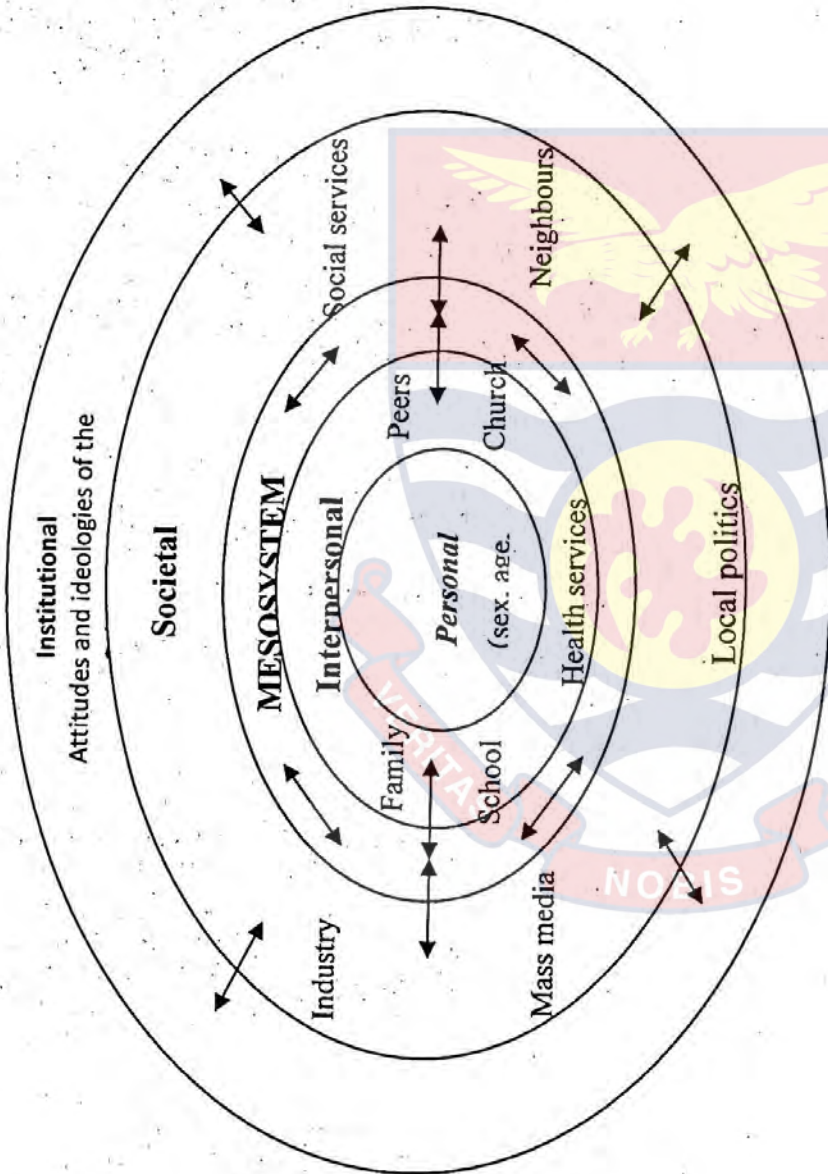 Institutional
Attitudes and ideologies of the
Societal
MESOSYSTEM
Industry
Interpersonal
Social services
Family
Peers
Personal
School
(sex. age.
Church
Mass media
Health services
Neighbours
Local politics
VERITAS
NOBIS